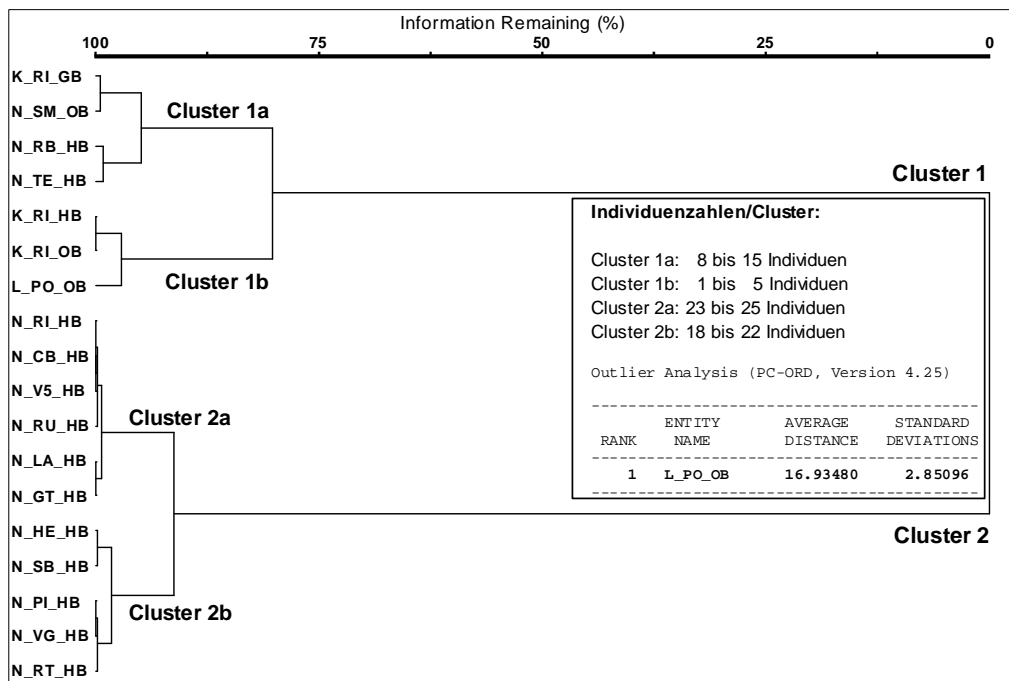 Information Remaining (%)
100 75 50 25 0
K_RI_GB
N_SM_OB
Cluster 1a
N_RB_HB
N_TE_HB
Cluster 1
K_RI_HB
K_RI_OB
Cluster 1b
L_PO_OB
N_RI_HB
N_CB_HB
N_V5_HB
Cluster 2a
N_RU_HB
N_LA_HB
N_GT_HB
N_HE_HB
Cluster 2
N_SB_HB
N_PI_HB
Cluster 2b
N_VG_HB
N_RT_HB
Individuenzahlen/Cluster:
Cluster 1a: 8 bis 15 Individuen
Cluster 1b: 1 bis 5 Individuen
Cluster 2a: 23 bis 25 Individuen
Cluster 2b: 18 bis 22 Individuen
Outlier Analysis (PC-ORD, Version 4.25)
ENTITY AVERAGE STANDARD
RANK NAME DISTANCE DEVIATIONS
1 L_PO_OB 16.93480 2.85096